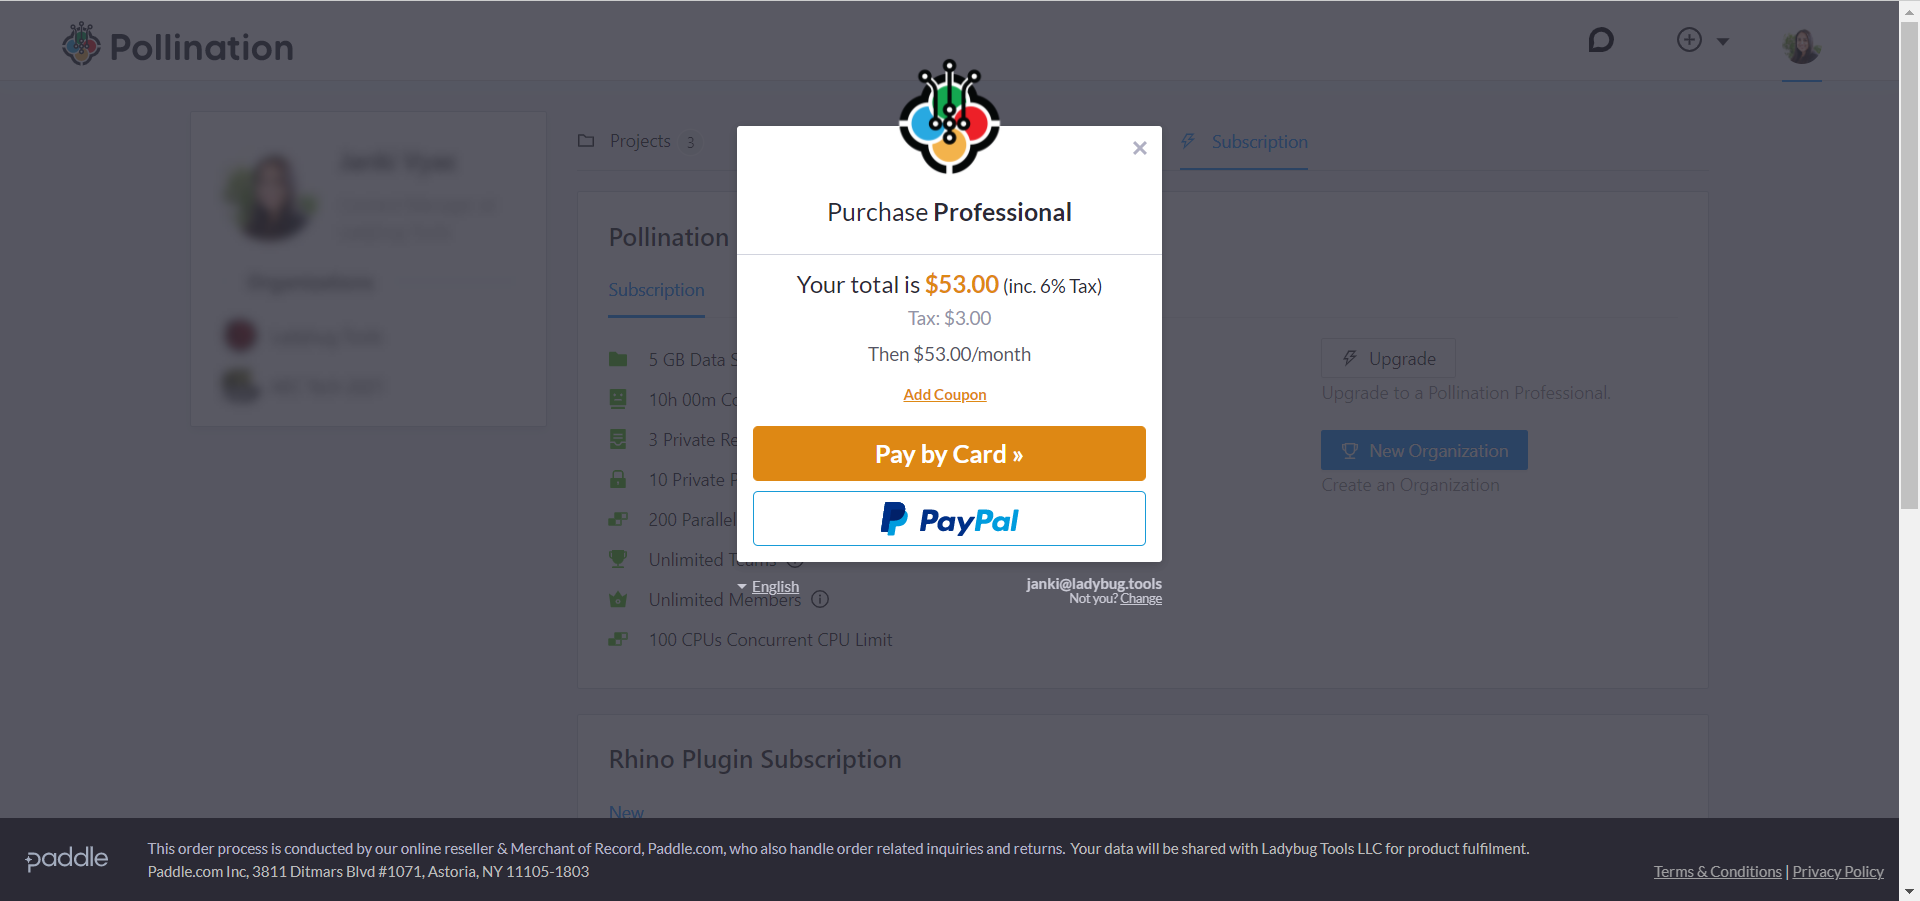 Pollination
Projects 3
Subscription
Purchase Professional
Your total is $53.00 (inc. 6% Tax)
Tax: $3.00
Then $53.00/month
Add Coupon
Pay by Card »
PayPal
English
janki@ladybug.tools
Not you? Change
Pollination
Subscription
5 GB Data S
10h 00m Co
3 Private Re
10 Private P
200 Parallel
Unlimited Teams
Unlimited Members
100 CPUs Concurrent CPU Limit
Upgrade
Upgrade to a Pollination Professional.
New Organization
Create an Organization
Rhino Plugin Subscription
New
paddle
This order process is conducted by our online reseller & Merchant of Record, Paddle.com, who also handle order related inquiries and returns. Your data will be shared with Ladybug Tools LLC for product fulfilment.
Paddle.com Inc, 3811 Ditmars Blvd #1071, Astoria, NY 11105-1803
Terms & Conditions | Privacy Policy